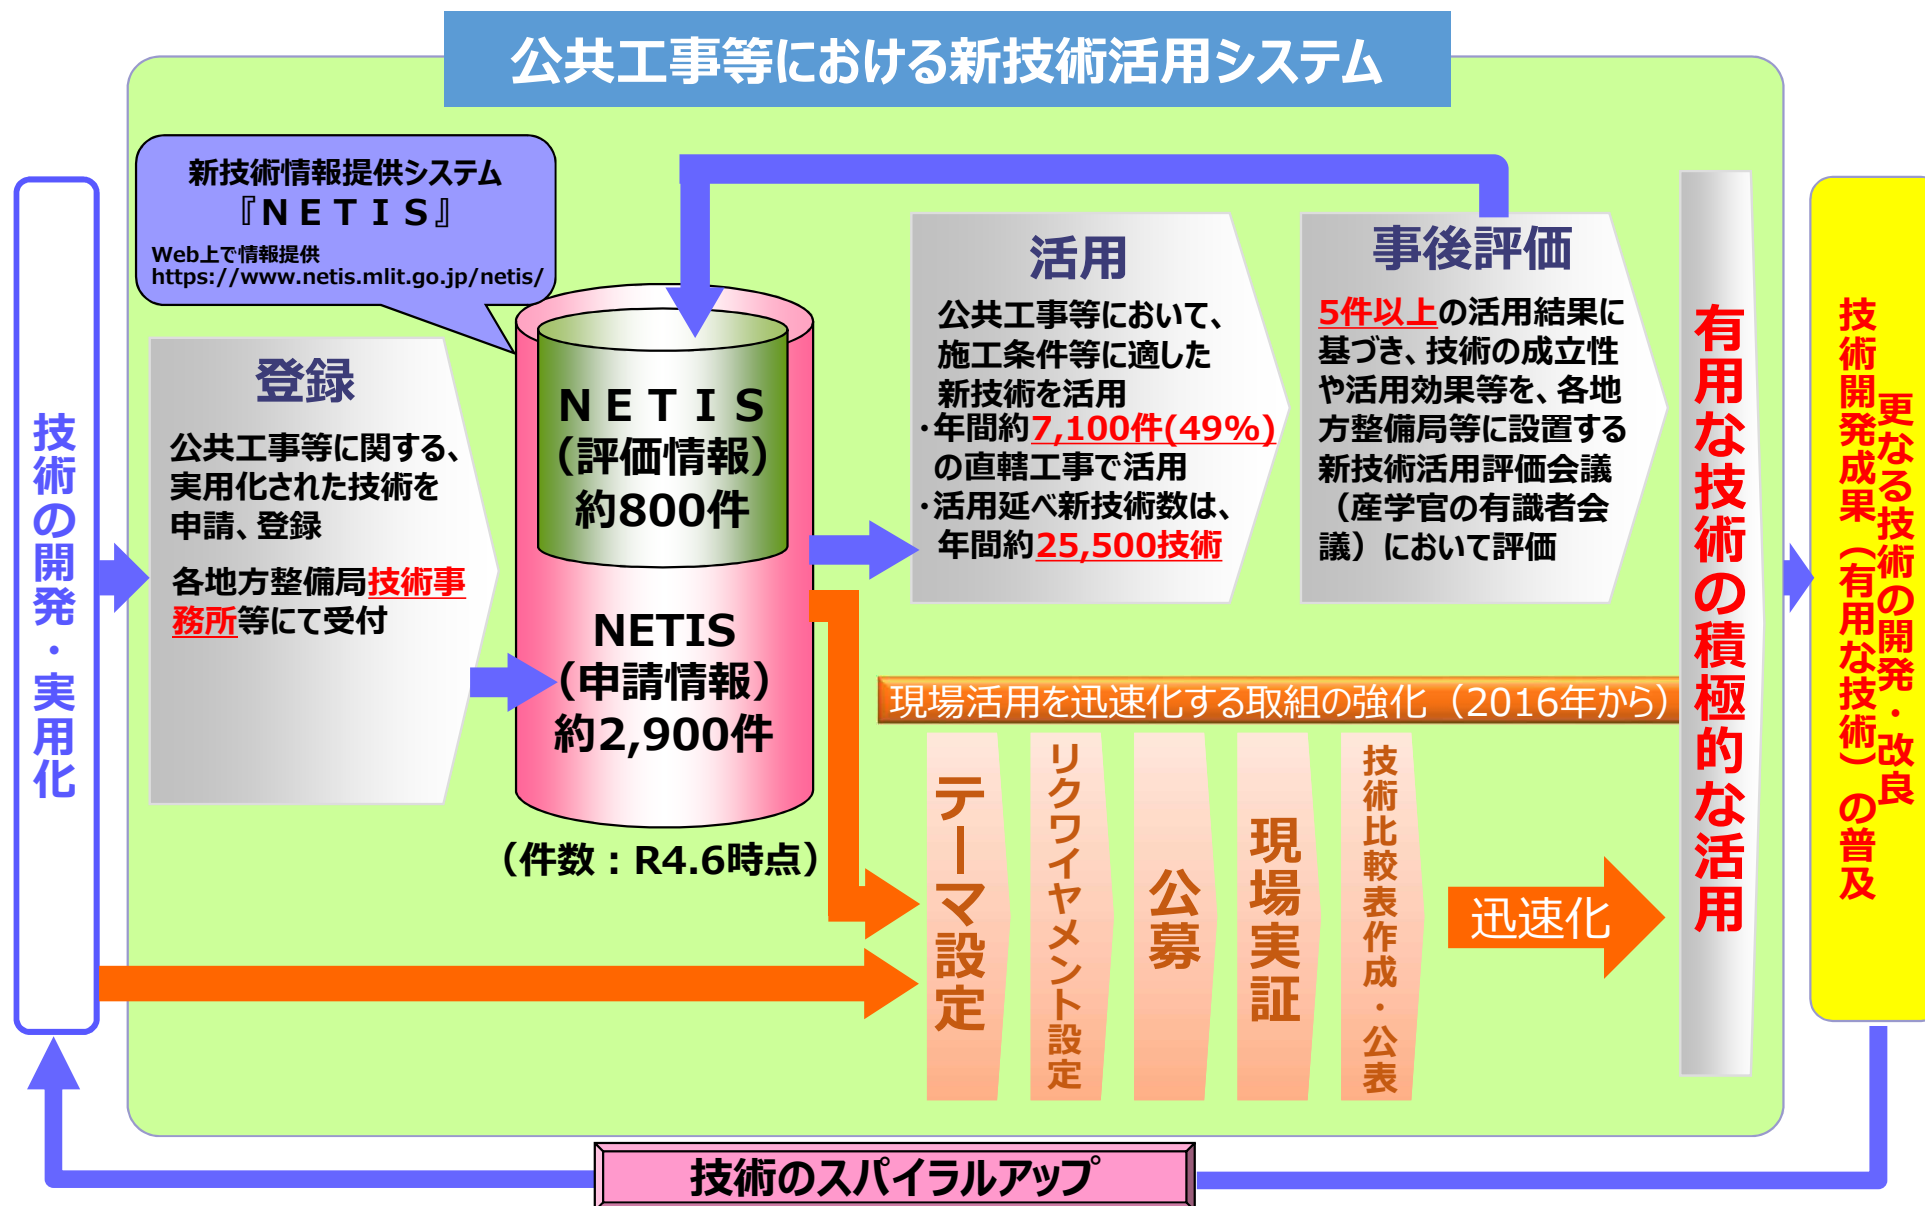 公共工事等における新技術活用システム
新技術情報提供システム
『ＮＥＴＩＳ』
Web上で情報提供
https://www.netis.mlit.go.jp/netis/
技術の開発・実用化
登録
公共工事等に関する、
実用化された技術を
申請、登録
各地方整備局技術事
務所等にて受付
ＮＥＴＩＳ
（評価情報）
約800件
NETIS
（申請情報）
約2,900件
（件数：R4.6時点）
活用
公共工事等において、
施工条件等に適した
新技術を活用
・年間約7,100件(49%)
の直轄工事で活用
・活用延べ新技術数は、
年間約25,500技術
事後評価
5件以上の活用結果に
基づき、技術の成立性
や活用効果等を、各地
方整備局等に設置する
新技術活用評価会議
（産学官の有識者会
議）において評価
現場活用を迅速化する取組の強化（2016年から）
テーマ設定
リクワイヤメント設定
公募
現場実証
技術比較表作成・公表
迅速化
有用な技術の積極的な活用
更なる技術の開発・改良
技術開発成果（有用な技術）の普及
技術のスパイラルアップ